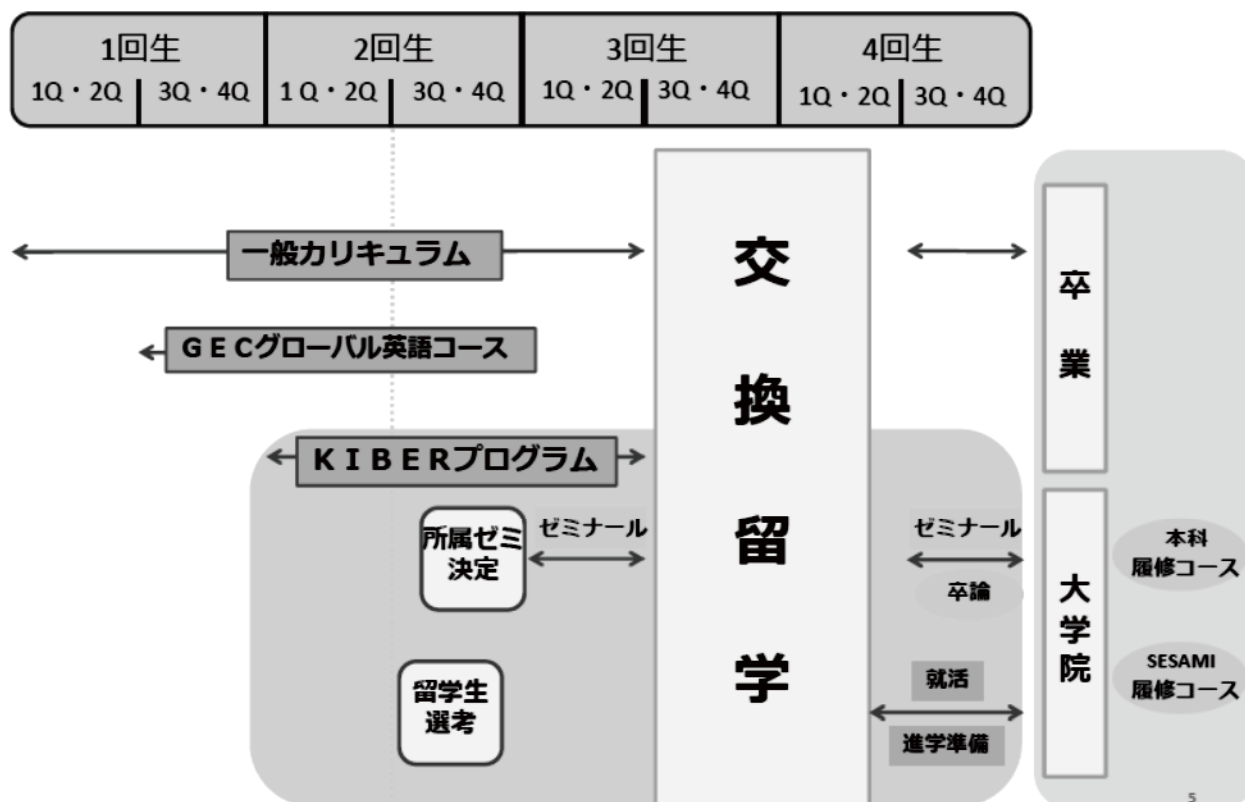 1回生
2回生
3回生
4回生
1Q・2Q
3Q・4Q
1Q・2Q
3Q・4Q
1Q・2Q
3Q・4Q
1Q・2Q
3Q・4Q
一般カリキュラム
GECグローバル英語コース
KIBERプログラム
所属ゼミ
決定
ゼミナール
留学生
選考
交換留学
ゼミナール
卒論
就活
進学準備
卒業
大学院
本科
履修コース
SESAMI
履修コース
5